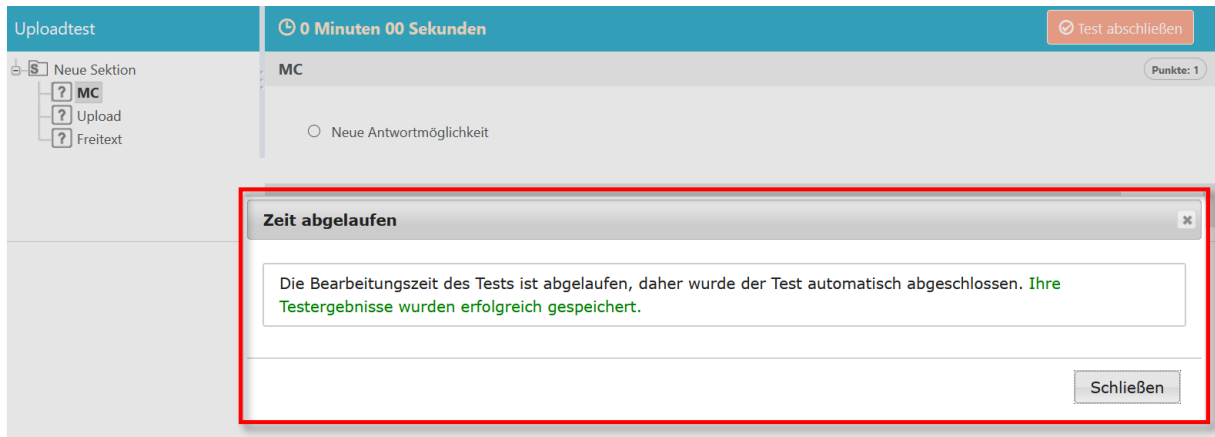 Uploadtest
0 Minuten 00 Sekunden
Test abschließen
S Neue Sektion
? MC
? Upload
? Freitext
MC
Punkte: 1
Neue Antwortmöglichkeit
Zeit abgelaufen
Die Bearbeitungszeit des Tests ist abgelaufen, daher wurde der Test automatisch abgeschlossen. Ihre
Testergebnisse wurden erfolgreich gespeichert.
Schließen